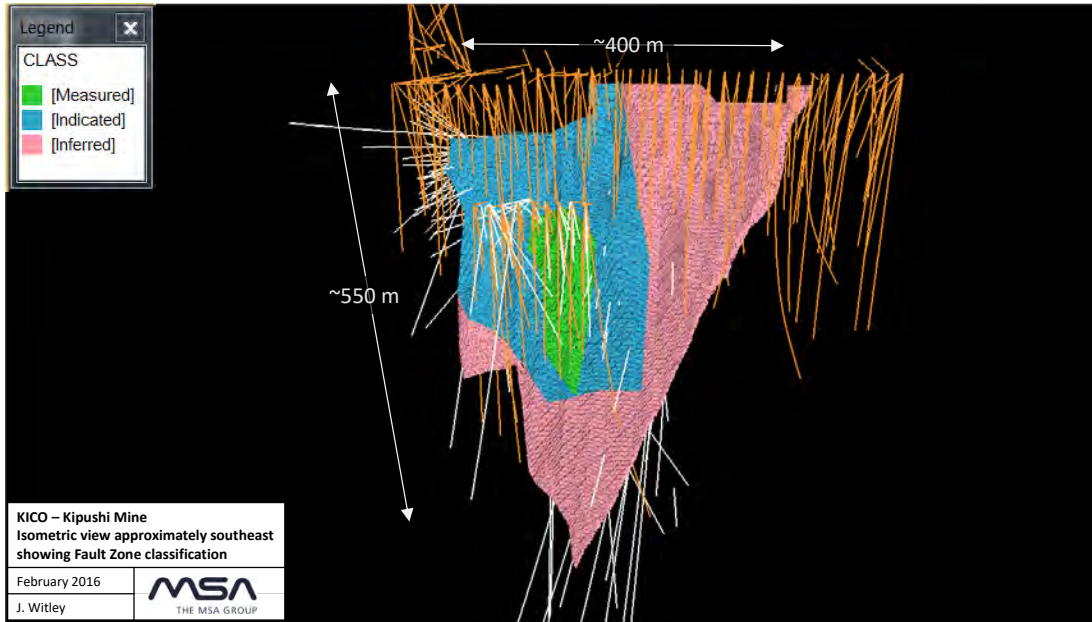 Legend
CLASS
[Measured]
[Indicated]
[Inferred]
~400 m
~550 m
KICO – Kipushi Mine
Isometric view approximately southeast
showing Fault Zone classification
February 2016
J. Witley
MSA
THE MSA GROUP